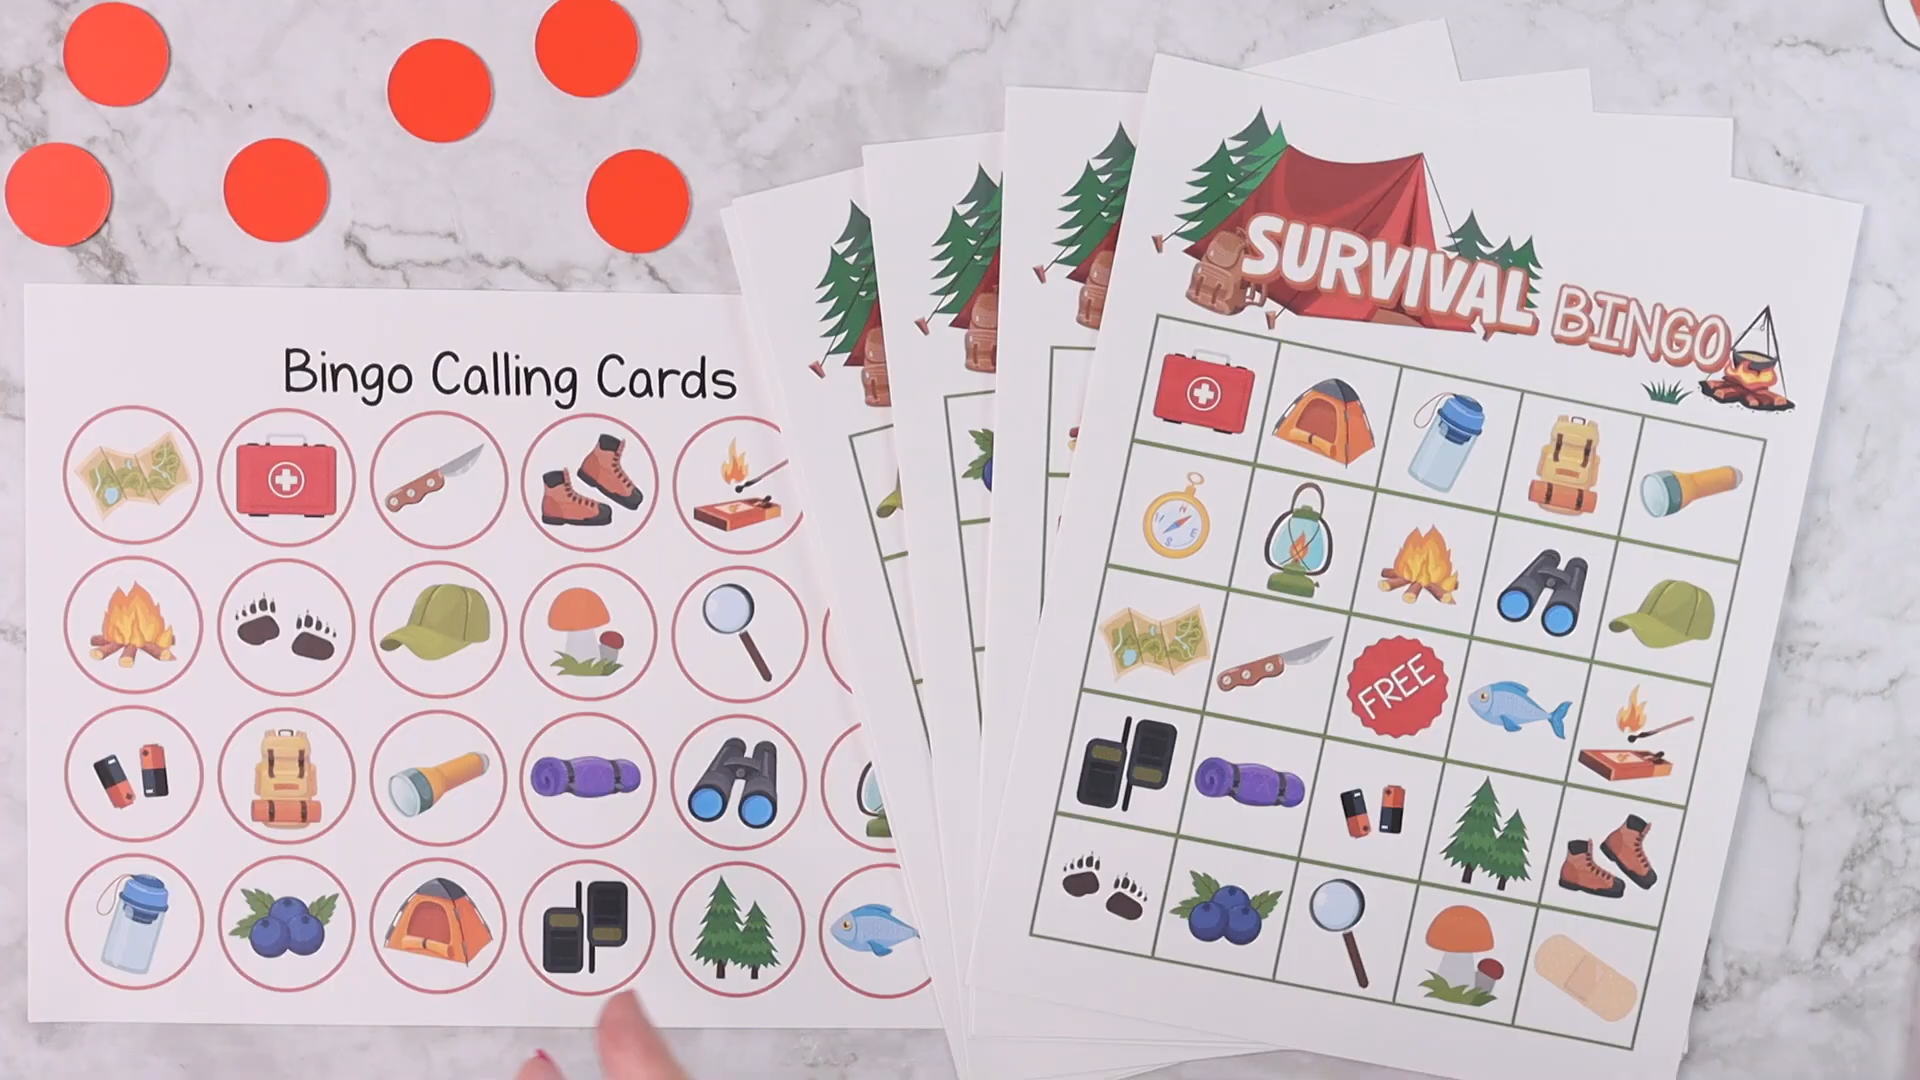 Bingo Calling Cards
SURVIVAL BINGO
N
E
S
FREE